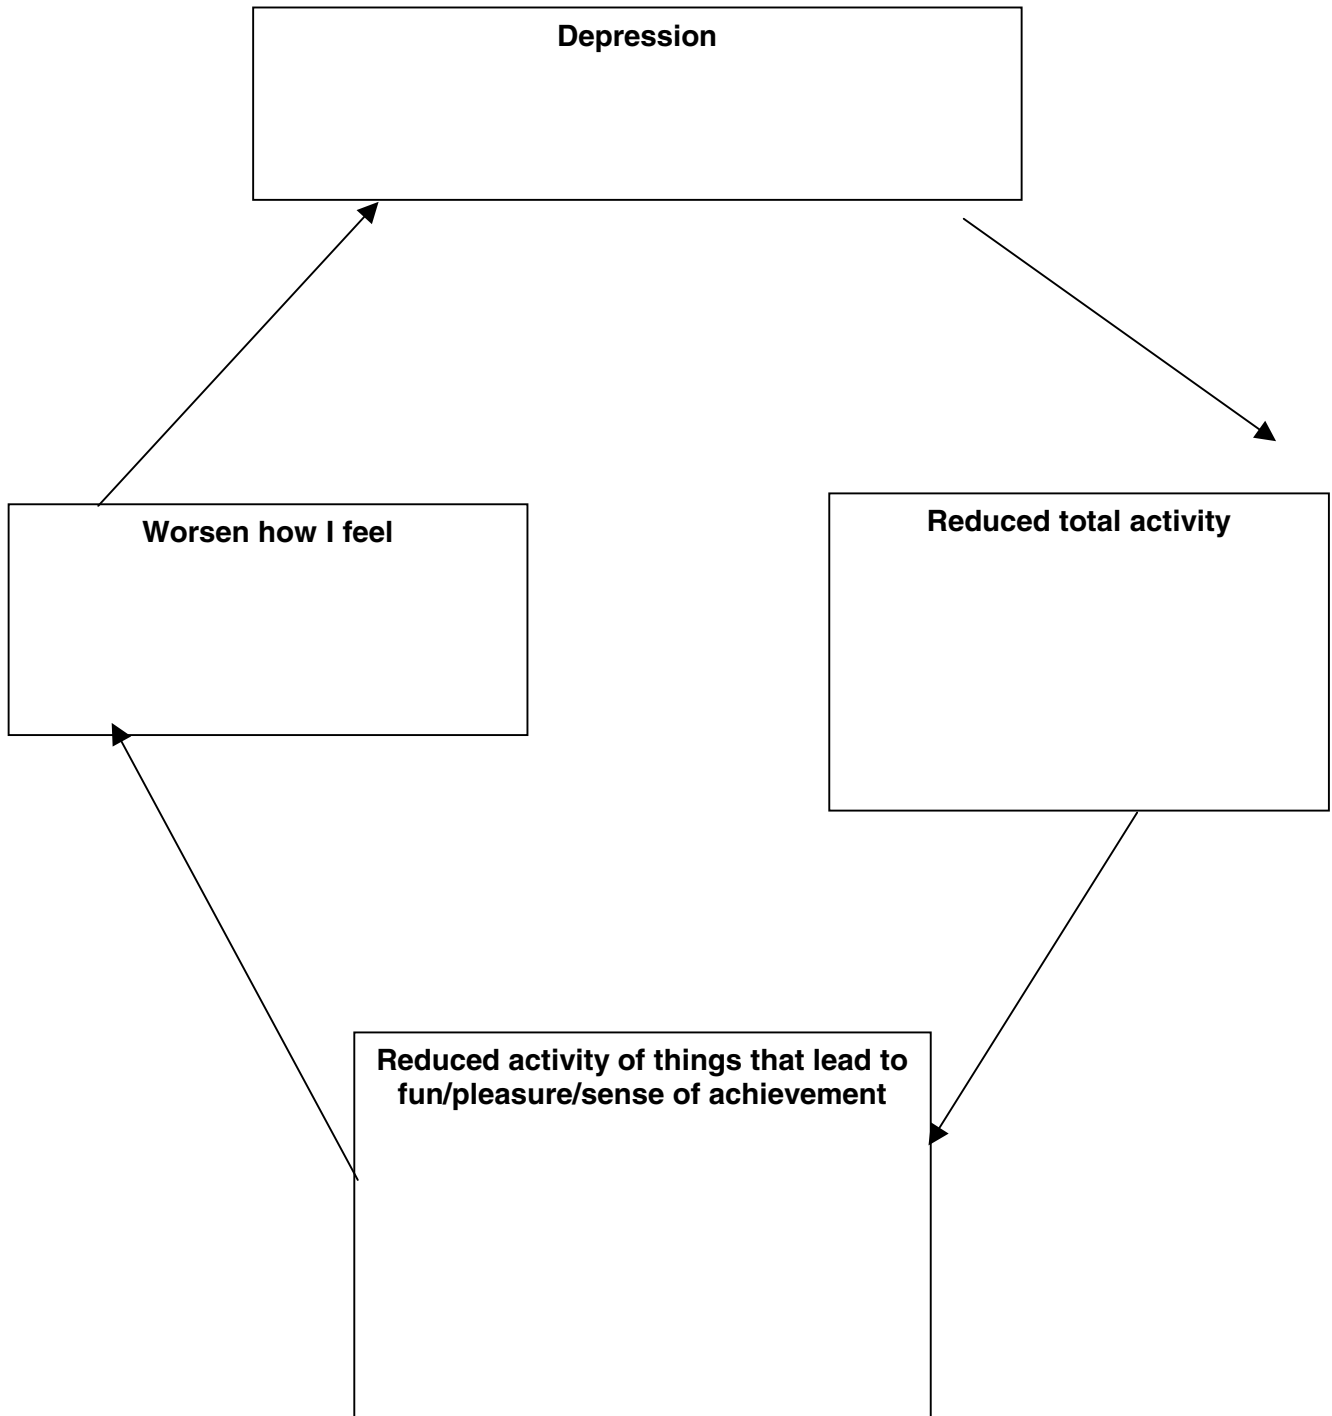 Depression
Worsen how I feel
Reduced total activity
Reduced activity of things that lead to
fun/pleasure/sense of achievement